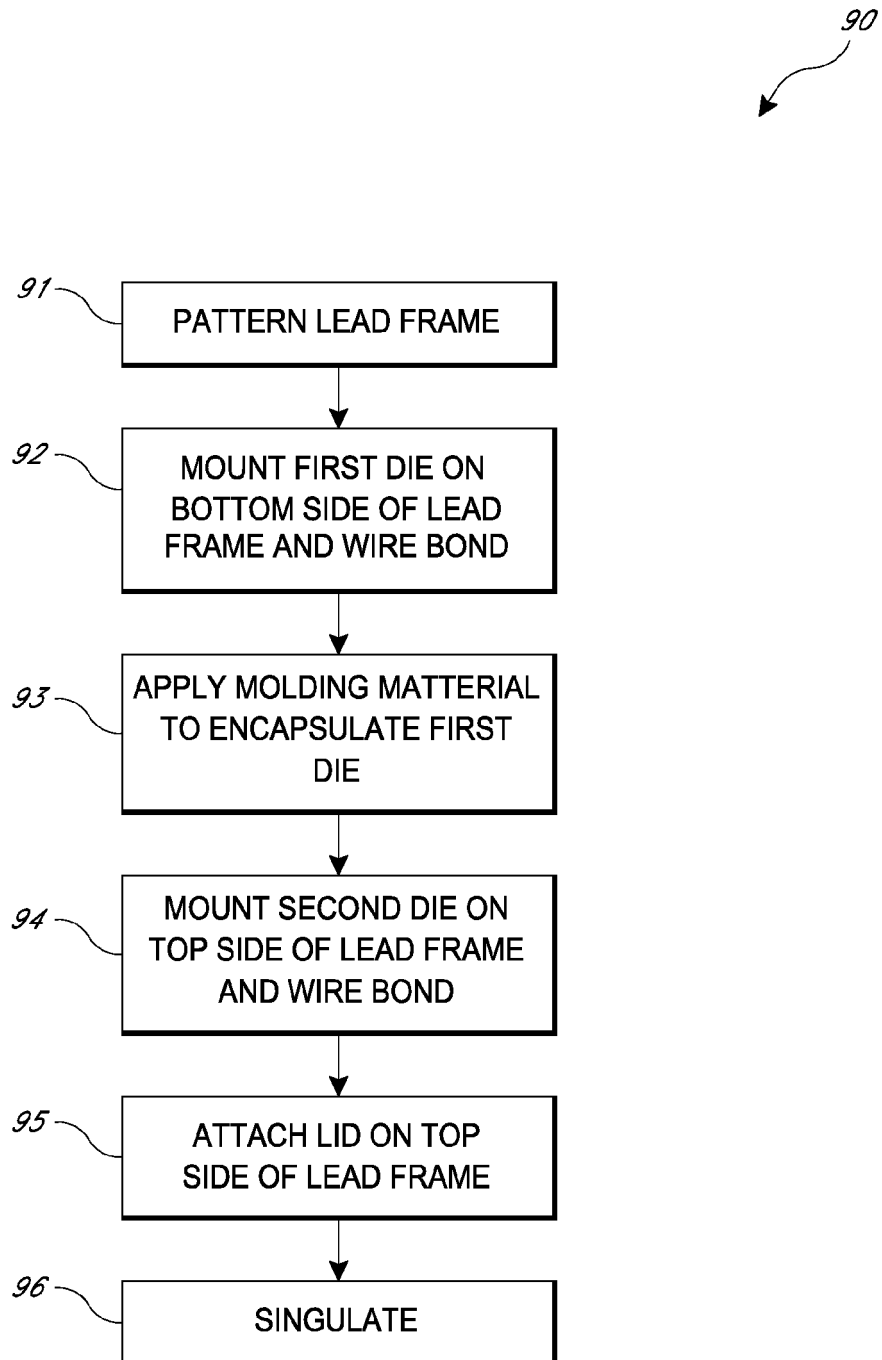 90
91
PATTERN LEAD FRAME
92
MOUNT FIRST DIE ON
BOTTOM SIDE OF LEAD
FRAME AND WIRE BOND
93
APPLY MOLDING MATTERIAL
TO ENCAPSULATE FIRST
DIE
94
MOUNT SECOND DIE ON
TOP SIDE OF LEAD FRAME
AND WIRE BOND
95
ATTACH LID ON TOP
SIDE OF LEAD FRAME
96
SINGULATE